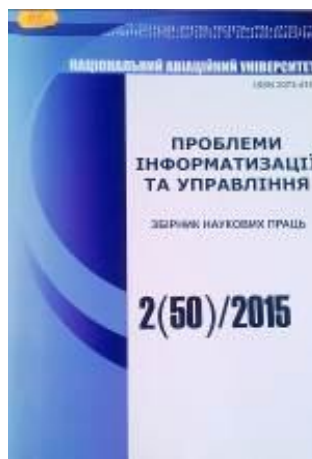 НАЦІОНАЛЬНИЙ АВІАЦІЙНИЙ УНІВЕРСИТЕТ
ПРОБЛЕМИ
ІНФОРМАТИЗАЦІЇ
ТА УПРАВЛІННЯ
ЗБІРНИК НАУКОВИХ ПРАЦЬ
2(50)/2015